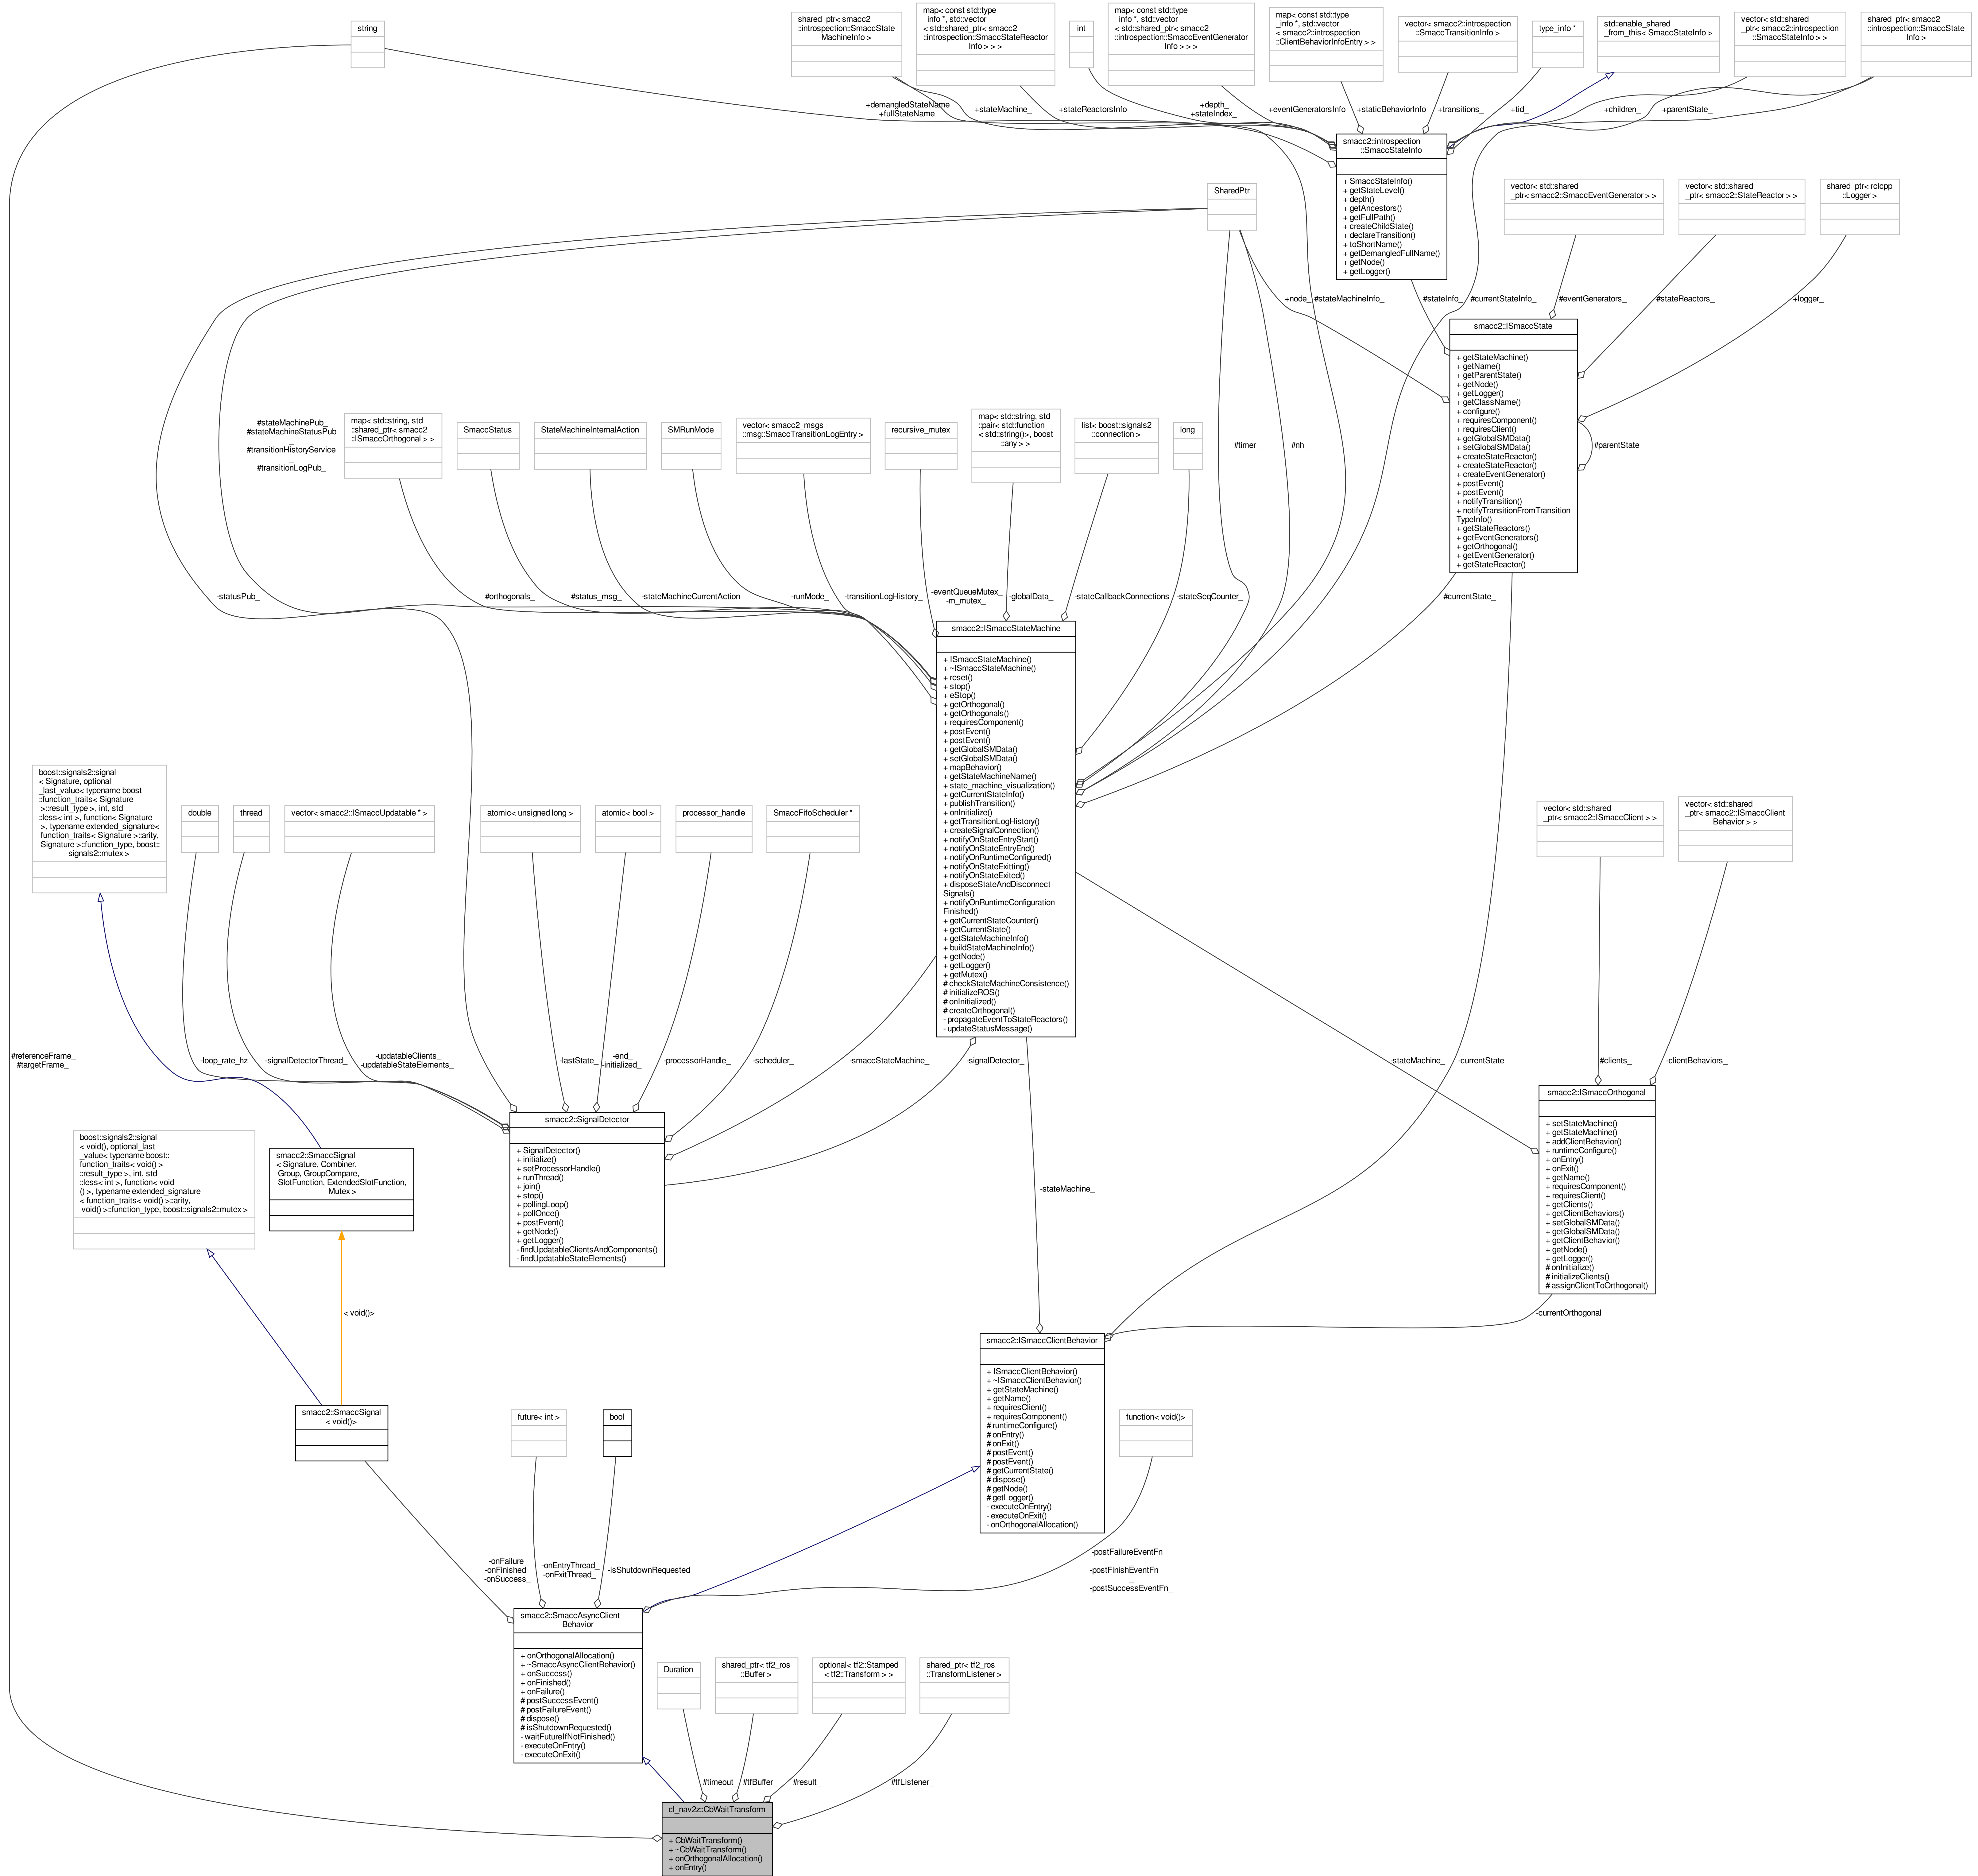 string
shared_ptr< smacc2
::introspection::SmaccState
MachineInfo >
map< const std::type
_info *, std::vector
< std::shared_ptr< smacc2
::introspection::SmaccStateReactor
Info > > >
int
map< const std::type
_info *, std::vector
< std::shared_ptr< smacc2
::introspection::SmaccEventGenerator
Info > > >
map< const std::type
_info *, std::vector
< smacc2::introspection
::ClientBehaviorInfoEntry > >
vector< smacc2::introspection
::SmaccTransitionInfo >
type_info *
std::enable_shared
_from_this< SmaccStateInfo >
vector< std::shared
_ptr< smacc2::introspection
::SmaccStateInfo > >
shared_ptr< smacc2
::introspection::SmaccState
Info >
+demangledStateName
+fullStateName
+stateMachine_
+stateReactorsInfo
+depth_
+stateIndex_
+eventGeneratorsInfo
+staticBehaviorInfo
+transitions_
+tid_
+children_
+parentState_
smacc2::introspection
::SmaccStateInfo
+ SmaccStateInfo()
+ getStateLevel()
+ depth()
+ getAncestors()
+ getFullPath()
+ createChildState()
+ declareTransition()
+ toShortName()
+ getDemangledFullName()
+ getNode()
+ getLogger()
SharedPtr
vector< std::shared
_ptr< smacc2::SmaccEventGenerator > >
vector< std::shared
_ptr< smacc2::StateReactor > >
shared_ptr< rclcpp
::Logger >
+node_
#stateMachineInfo_
#stateInfo_
#currentStateInfo_
#eventGenerators_
#stateReactors_
+logger_
smacc2::ISmaccState
+ getStateMachine()
+ getName()
+ getParentState()
+ getNode()
+ getLogger()
+ getClassName()
+ configure()
+ requiresComponent()
+ requiresClient()
+ getGlobalSMData()
+ setGlobalSMData()
+ createStateReactor()
+ createStateReactor()
+ createEventGenerator()
+ postEvent()
+ postEvent()
+ notifyTransition()
+ notifyTransitionFromTransition
TypeInfo()
+ getStateReactors()
+ getEventGenerators()
+ getOrthogonal()
+ getEventGenerator()
+ getStateReactor()
#parentState_
#stateMachinePub_
#stateMachineStatusPub
_
#transitionHistoryService
_
#transitionLogPub_
map< std::string, std
::shared_ptr< smacc2
::ISmaccOrthogonal > >
SmaccStatus
StateMachineInternalAction
SMRunMode
vector< smacc2_msgs
::msg::SmaccTransitionLogEntry >
recursive_mutex
map< std::string, std
::pair< std::function
< std::string()>, boost
::any > >
list< boost::signals2
::connection >
long
#timer_
#nh_
-statusPub_
#orthogonals_
#status_msg_
-stateMachineCurrentAction
-runMode_
-transitionLogHistory_
-eventQueueMutex_
-m_mutex_
-globalData_
-stateCallbackConnections
-stateSeqCounter_
#currentState_
smacc2::ISmaccStateMachine
+ ISmaccStateMachine()
+ ~ISmaccStateMachine()
+ reset()
+ stop()
+ eStop()
+ getOrthogonal()
+ getOrthogonals()
+ requiresComponent()
+ postEvent()
+ postEvent()
+ getGlobalSMData()
+ setGlobalSMData()
+ mapBehavior()
+ getStateMachineName()
+ state_machine_visualization()
+ getCurrentStateInfo()
+ publishTransition()
+ onInitialize()
+ getTransitionLogHistory()
+ createSignalConnection()
+ notifyOnStateEntryStart()
+ notifyOnStateEntryEnd()
+ notifyOnRuntimeConfigured()
+ notifyOnStateExitting()
+ notifyOnStateExited()
+ disposeStateAndDisconnect
Signals()
+ notifyOnRuntimeConfiguration
Finished()
+ getCurrentStateCounter()
+ getCurrentState()
+ getStateMachineInfo()
+ buildStateMachineInfo()
+ getNode()
+ getLogger()
+ getMutex()
# checkStateMachineConsistence()
# initializeROS()
# onInitialized()
# createOrthogonal()
- propagateEventToStateReactors()
- updateStatusMessage()
boost::signals2::signal
< Signature, optional
_last_value< typename boost
::function_traits< Signature
>::result_type >, int, std
::less< int >, function< Signature
>, typename extended_signature<
function_traits< Signature >::arity,
Signature >::function_type, boost::
signals2::mutex >
double
thread
vector< smacc2::ISmaccUpdatable * >
atomic< unsigned long >
atomic< bool >
processor_handle
SmaccFifoScheduler *
vector< std::shared
_ptr< smacc2::ISmaccClient > >
vector< std::shared
_ptr< smacc2::ISmaccClient
Behavior > >
#referenceFrame_
#targetFrame_
-loop_rate_hz
-signalDetectorThread_
-updatableClients_
-updatableStateElements_
-lastState_
-end_
-initialized_
-processorHandle_
-scheduler_
-smaccStateMachine_
-signalDetector_
-stateMachine_
-currentState
#clients_
-clientBehaviors_
smacc2::SignalDetector
+ SignalDetector()
+ initialize()
+ setProcessorHandle()
+ runThread()
+ join()
+ stop()
+ pollingLoop()
+ pollOnce()
+ postEvent()
+ getNode()
+ getLogger()
- findUpdatableClientsAndComponents()
- findUpdatableStateElements()
smacc2::ISmaccOrthogonal
+ setStateMachine()
+ getStateMachine()
+ addClientBehavior()
+ runtimeConfigure()
+ onEntry()
+ onExit()
+ getName()
+ requiresComponent()
+ requiresClient()
+ getClients()
+ getClientBehaviors()
+ setGlobalSMData()
+ getGlobalSMData()
+ getClientBehavior()
+ getNode()
+ getLogger()
# onInitialize()
# initializeClients()
# assignClientToOrthogonal()
boost::signals2::signal
< void(), optional_last
_value< typename boost::
function_traits< void() >
::result_type >, int, std
::less< int >, function< void
() >, typename extended_signature
< function_traits< void() >::arity,
void() >::function_type, boost::signals2::mutex >
smacc2::SmaccSignal
< Signature, Combiner,
Group, GroupCompare,
SlotFunction, ExtendedSlotFunction,
Mutex >
-stateMachine_
< void()>
-currentOrthogonal
smacc2::ISmaccClientBehavior
+ ISmaccClientBehavior()
+ ~ISmaccClientBehavior()
+ getStateMachine()
+ getName()
+ requiresClient()
+ requiresComponent()
# runtimeConfigure()
# onEntry()
# onExit()
# postEvent()
# postEvent()
# getCurrentState()
# dispose()
# getNode()
# getLogger()
- executeOnEntry()
- executeOnExit()
- onOrthogonalAllocation()
smacc2::SmaccSignal
< void()>
future< int >
bool
function< void()>
-onFailure_
-onFinished_
-onSuccess_
-onEntryThread_
-onExitThread_
-isShutdownRequested_
-postFailureEventFn
_
-postFinishEventFn
_
-postSuccessEventFn_
smacc2::SmaccAsyncClient
Behavior
+ onOrthogonalAllocation()
+ ~SmaccAsyncClientBehavior()
+ onSuccess()
+ onFinished()
+ onFailure()
# postSuccessEvent()
# postFailureEvent()
# dispose()
# isShutdownRequested()
- waitFutureIfNotFinished()
- executeOnEntry()
- executeOnExit()
Duration
shared_ptr< tf2_ros
::Buffer >
optional< tf2::Stamped
< tf2::Transform > >
shared_ptr< tf2_ros
::TransformListener >
#timeout_
#tfBuffer_
#result_
#tfListener_
cl_nav2z::CbWaitTransform
+ CbWaitTransform()
+ ~CbWaitTransform()
+ onOrthogonalAllocation()
+ onEntry()